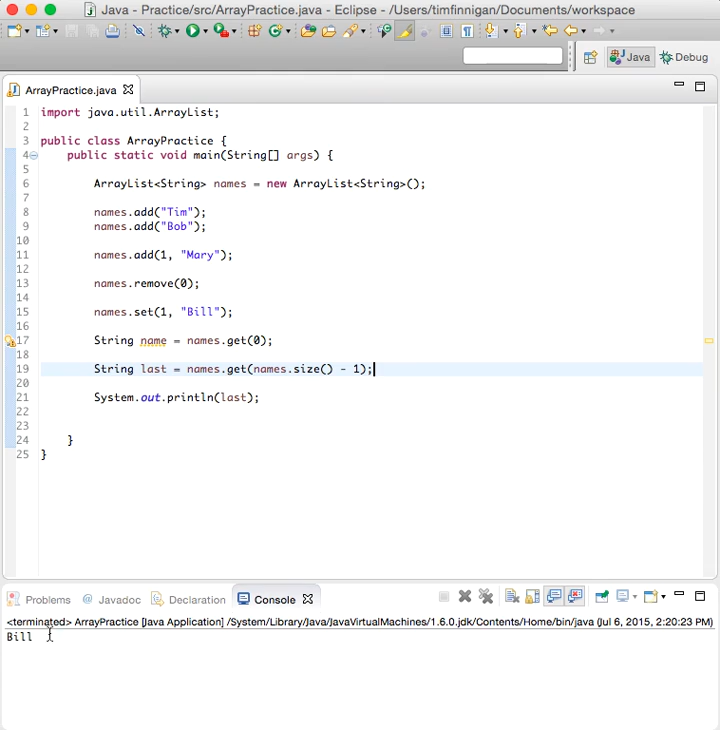 Java - Practice/src/ArrayPractice.java - Eclipse - /Users/timfinnigan/Documents/workspace
Java Debug
ArrayPractice.java
1 import java.util.ArrayList;
2
3 public class ArrayPractice {
4 public static void main(String[] args) {
5
6 ArrayList<String> names = new ArrayList<String>();
7
8 names.add("Tim");
9 names.add("Bob");
10
11 names.add(1, "Mary");
12
13 names.remove(0);
14
15 names.set(1, "Bill");
16
17 String name = names.get(0);
18
19 String last = names.get(names.size() - 1);
20
21 System.out.println(last);
22
23
24 }
25 }
Problems @ Javadoc Declaration Console
<terminated> ArrayPractice [Java Application] /System/Library/Java/JavaVirtualMachines/1.6.0.jdk/Contents/Home/bin/java (Jul 6, 2015, 2:20:23 PM)
Bill